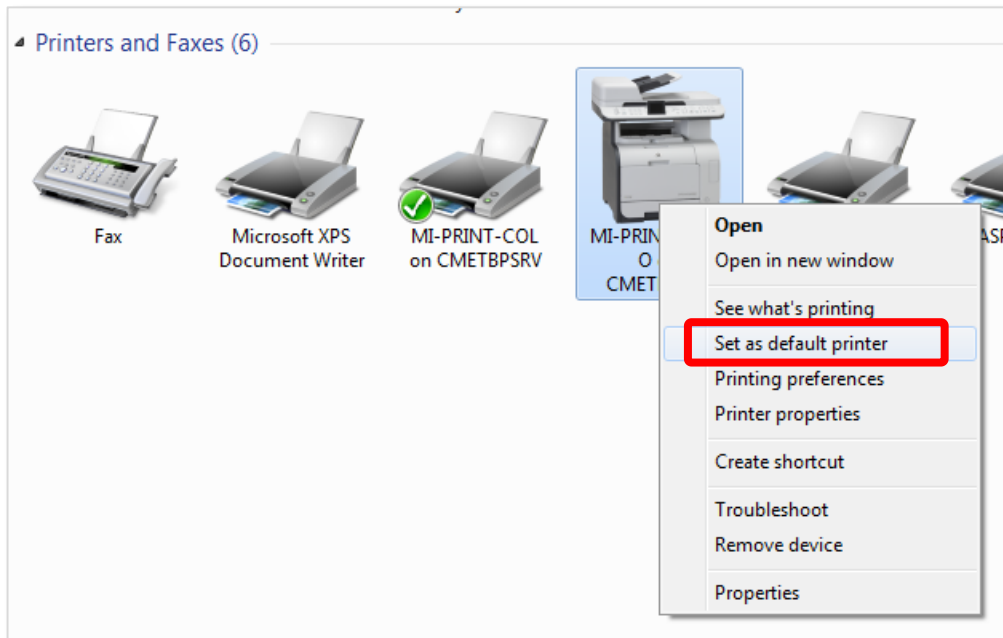 Printers and Faxes (6)
Fax
Microsoft XPS
Document Writer
MI-PRINT-COL
on CMETBPSRV
MI-PRIN
O
CMET
Open
Open in new window
See what's printing
Set as default printer
Printing preferences
Printer properties
Create shortcut
Troubleshoot
Remove device
Properties